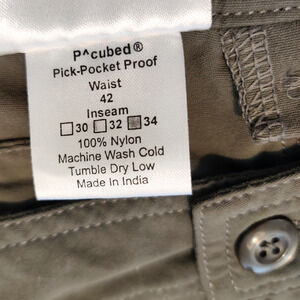 P^cubed®
Pick-Pocket Proof
Waist
42
Inseam
30 32 34
100% Nylon
Machine Wash Cold
Tumble Dry Low
Made in India